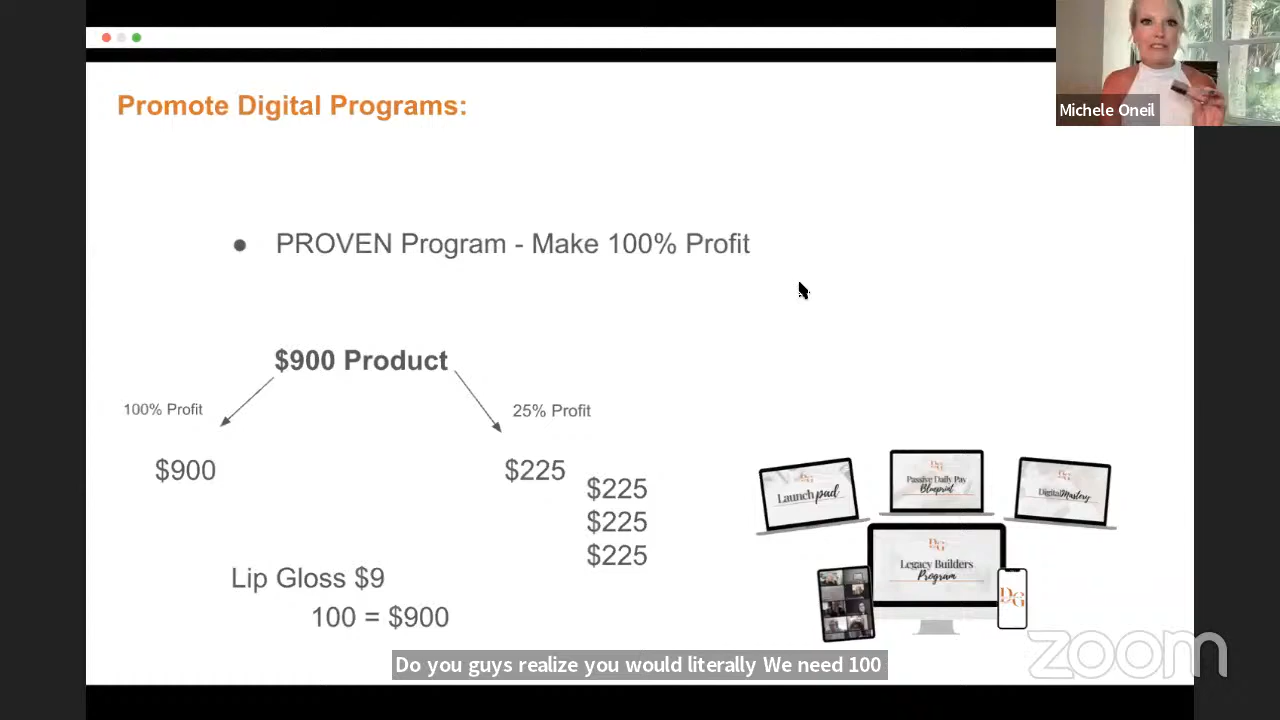 Promote Digital Programs:
Michele Oneil
● PROVEN Program - Make 100% Profit
$900 Product
100% Profit
25% Profit
$900
$225
$225
$225
$225
Lip Gloss $9
100 = $900
Launchpad
Passive Daily Pay
Blueprint
Digital Mastery
DG
Legacy Builders
Program
DG
Do you guys realize you would literally We need 100
zoom